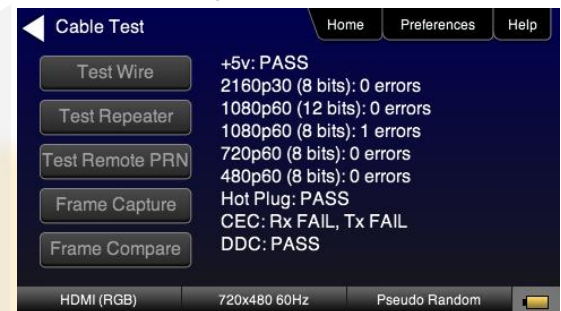 Cable Test
Home
Preferences
Help
Test Wire
Test Repeater
Test Remote PRN
Frame Capture
Frame Compare
+5v: PASS
2160p30 (8 bits): 0 errors
1080p60 (12 bits): 0 errors
1080p60 (8 bits): 1 errors
720p60 (8 bits): 0 errors
480p60 (8 bits): 0 errors
Hot Plug: PASS
CEC: Rx FAIL, Tx FAIL
DDC: PASS
HDMI (RGB)
720x480 60Hz
Pseudo Random